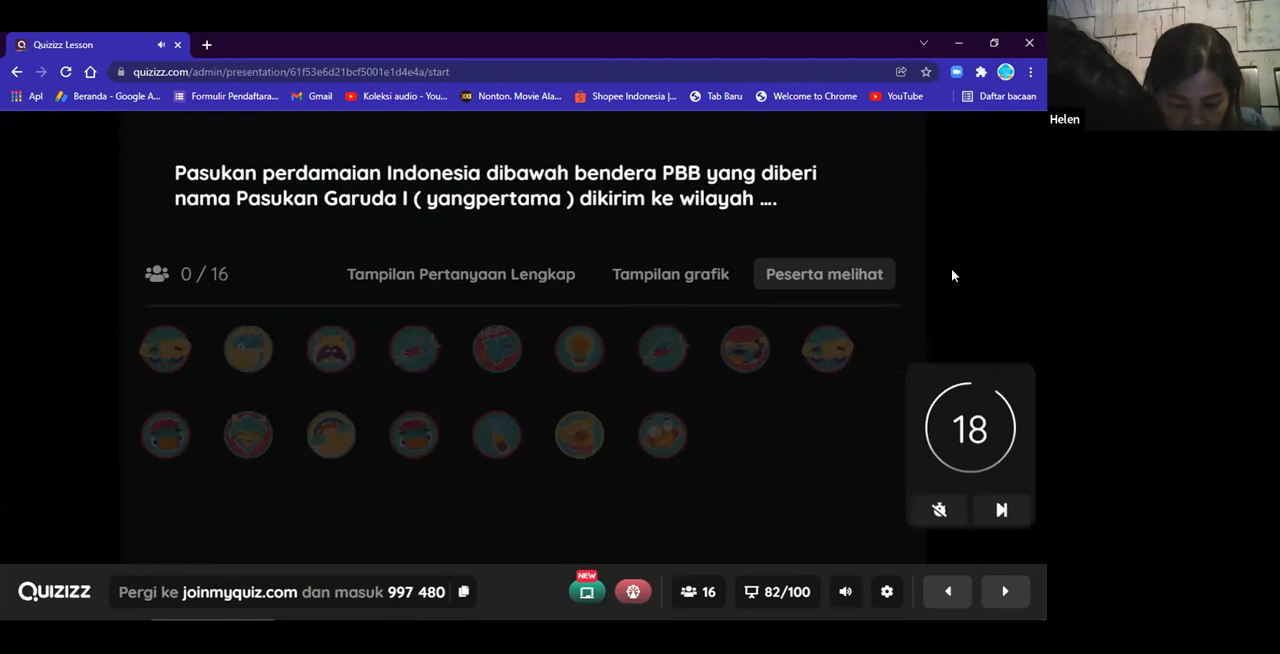 Quizizz Lesson
quizizz.com/admin/presentation/61f53e6d21bcf5001e1d4e4a/start
Apl
Beranda - Google A...
Formulir Pendaftara...
Gmail
Koleksi audio - You...
Nonton. Movie Ala...
Shopee Indonesia |...
Tab Baru
Welcome to Chrome
YouTube
Daftar bacaan
Helen
Pasukan perdamaian Indonesia dibawah bendera PBB yang diberi
nama Pasukan Garuda I ( yangpertama ) dikirim ke wilayah ....
0 / 16
Tampilan Pertanyaan Lengkap
Tampilan grafik
Peserta melihat
18
QUIZIZZ
Pergi ke joinmyquiz.com dan masuk 997 480
NEW
16
82/100